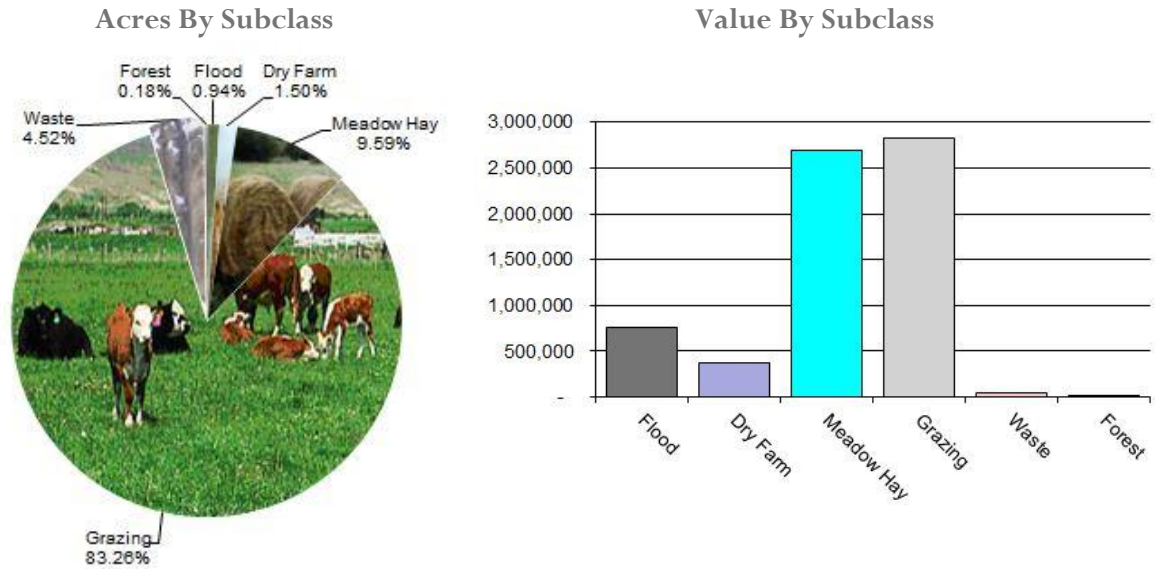 Acres By Subclass
Forest
0.18%
Flood
0.94%
Dry Farm
1.50%
Waste
4.52%
Meadow Hay
9.59%
Grazing
83.26%
Value By Subclass
3,000,000
2,500,000
2,000,000
1,500,000
1,000,000
500,000
-
Flood
Dry Farm
Meadow Hay
Grazing
Waste
Forest